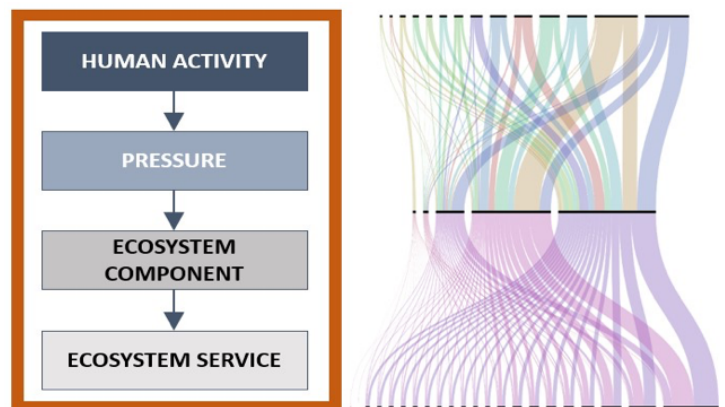 HUMAN ACTIVITY
PRESSURE
ECOSYSTEM
COMPONENT
ECOSYSTEM SERVICE